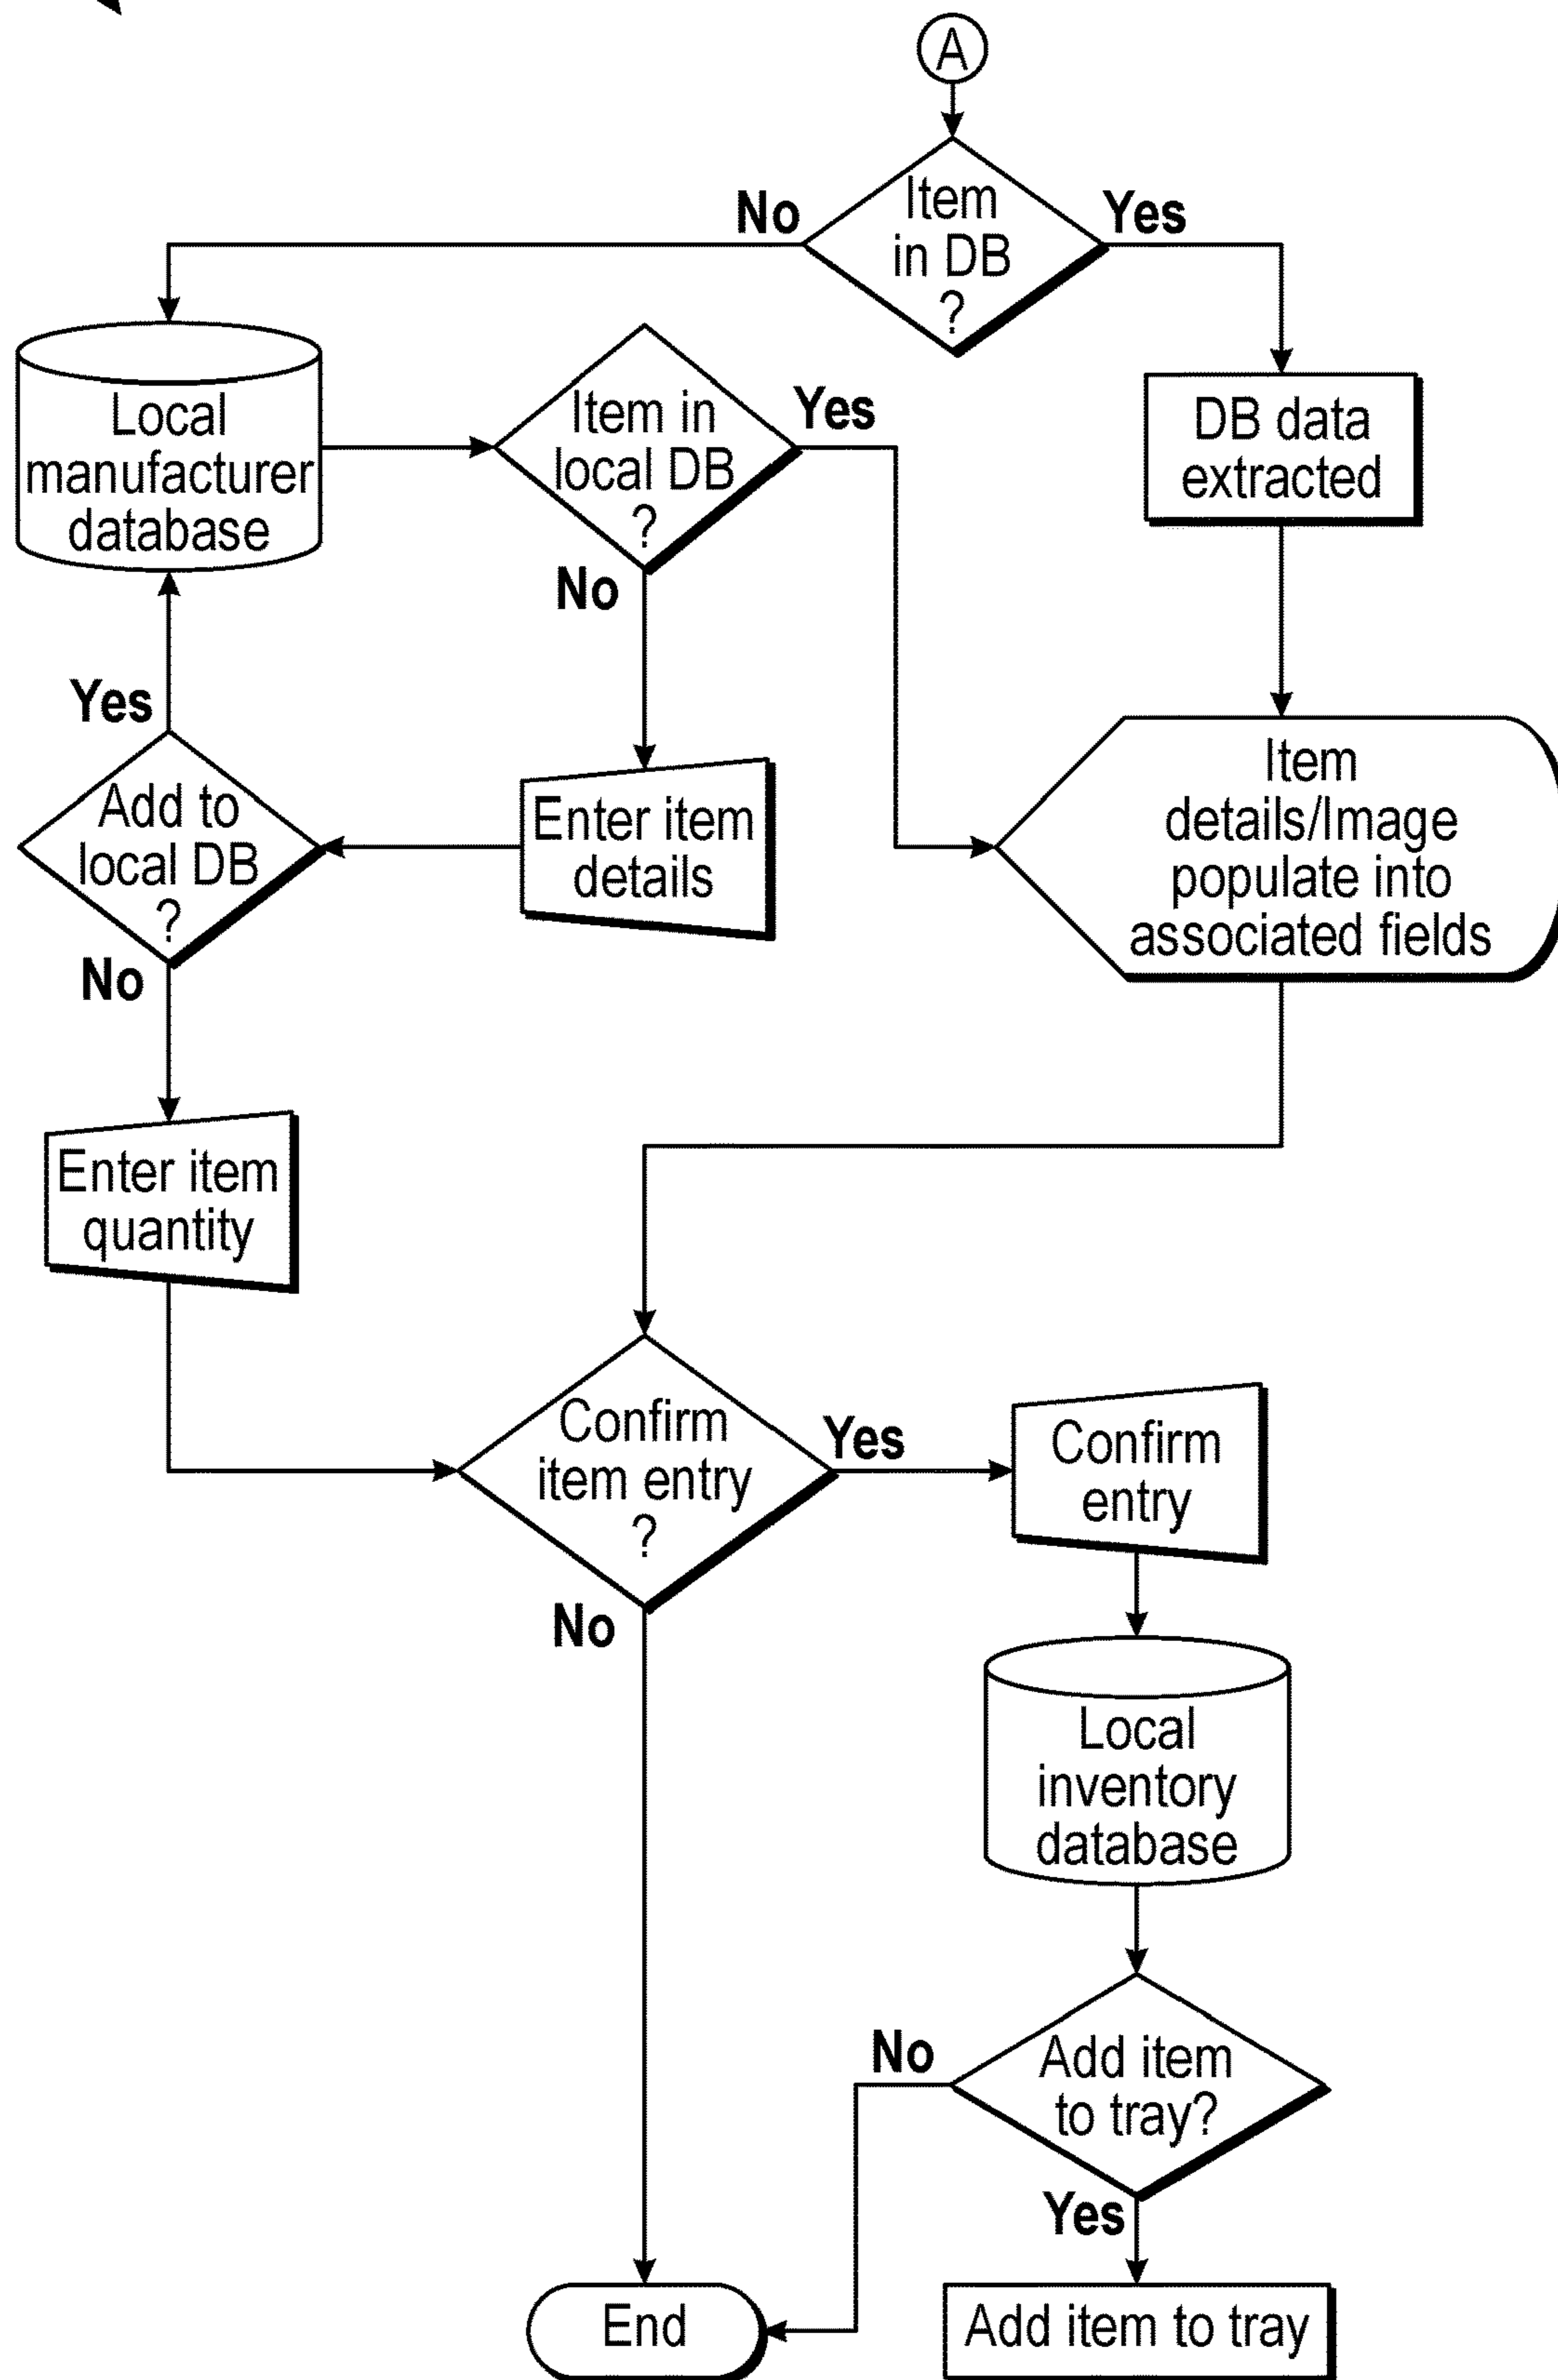 A
Item
in DB
?
No
Yes
Local
manufacturer
database
Item in
local DB
?
Yes
No
DB data
extracted
Yes
Add to
local DB
?
No
Enter item
details
Item
details/Image
populate into
associated fields
Enter item
quantity
Confirm
item entry
?
Yes
No
Confirm
entry
Local
inventory
database
No
Add item
to tray?
Yes
End
Add item to tray